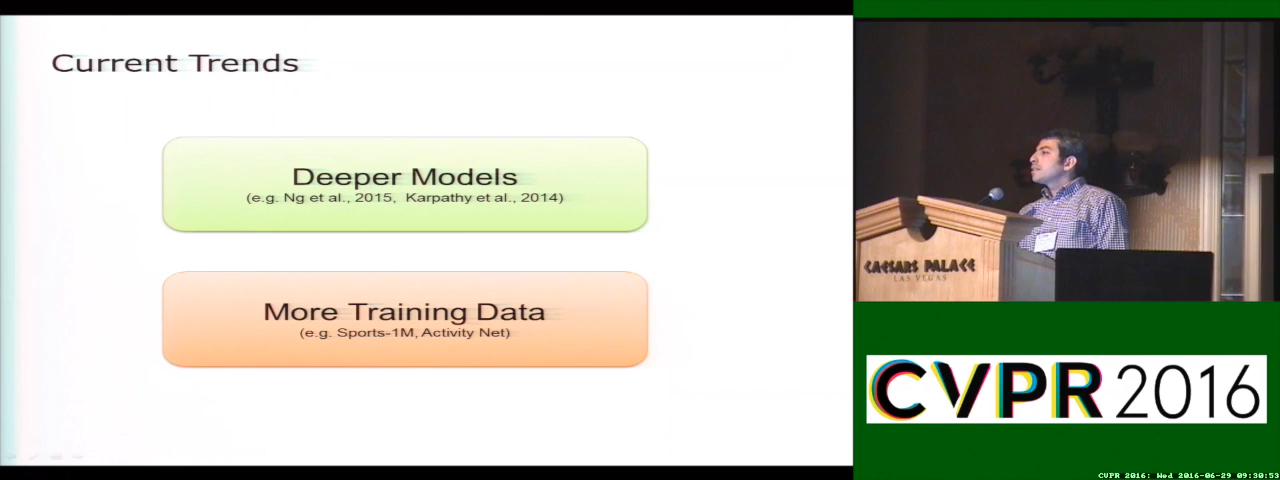 Current Trends
Deeper Models
(e.g. Ng et al., 2015, Karpathy et al., 2014)
More Training Data
(e.g. Sports-1M, Activity Net)
CAESARS PALACE
LAS VEGAS
CVPR 2016
CVPR 2016: Wed 2016-06-29 09:30:53